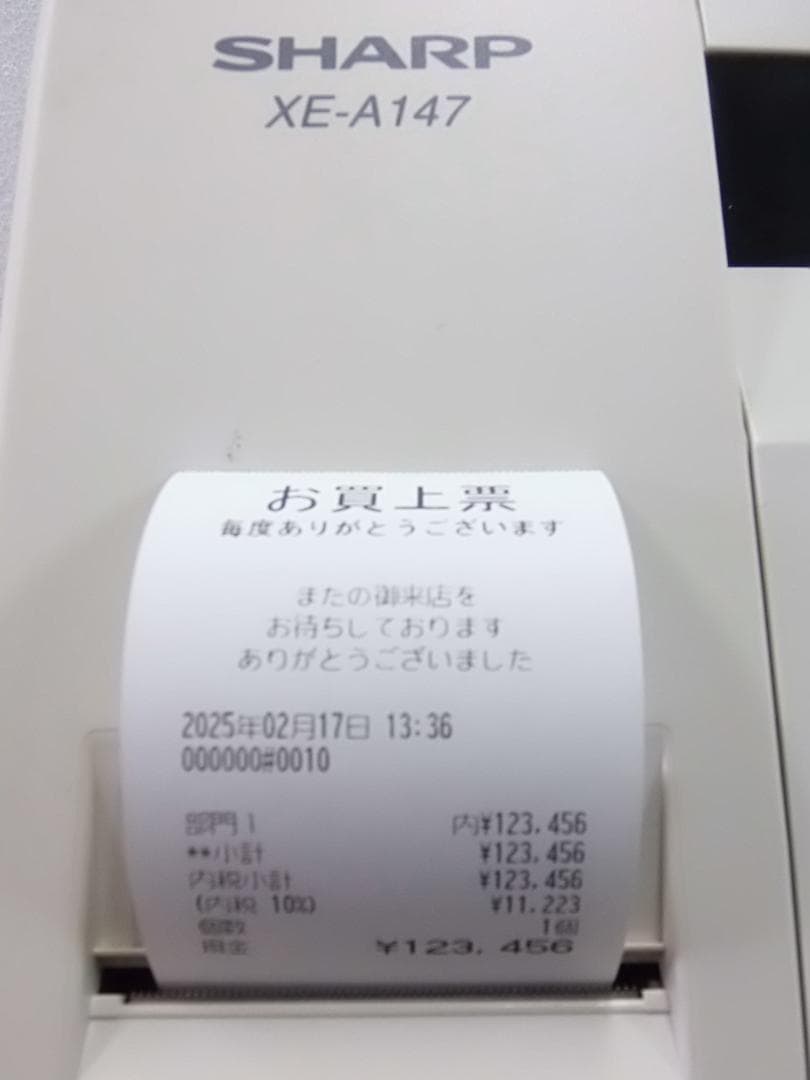 SHARP
XE-A147
お買上票
毎度ありがとうございます
またの御来店を
お待ちしております
ありがとうございました
2025年02月17日 13:36
000000#0010
部門1 内¥123,456
**小計 ¥123,456
内税小計 ¥123,456
(内税 10%) ¥11,223
個数 1個
現金 ¥123,456